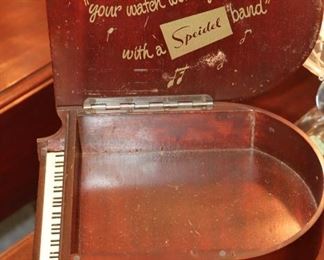 "your watch
with a Speidel "band"